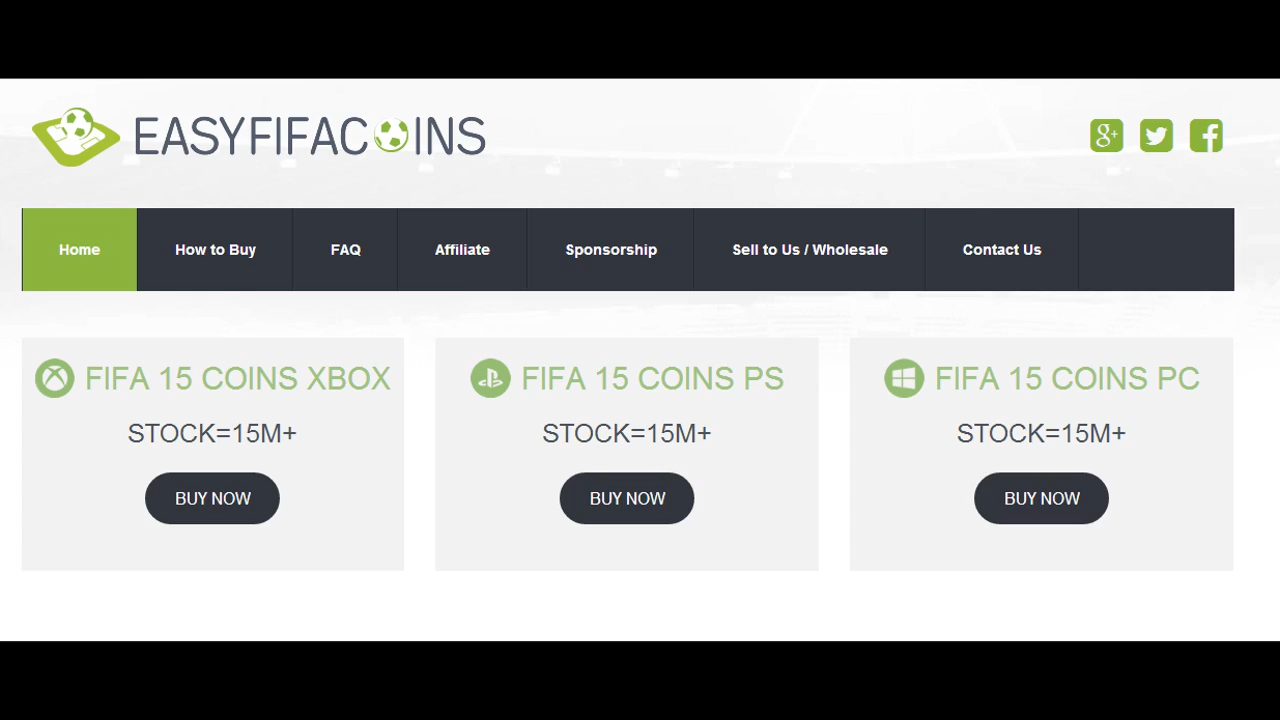 EASYFIFACOINS
Home How to Buy FAQ Affiliate Sponsorship Sell to Us / Wholesale Contact Us
FIFA 15 COINS XBOX
STOCK=15M+
BUY NOW
FIFA 15 COINS PS
STOCK=15M+
BUY NOW
FIFA 15 COINS PC
STOCK=15M+
BUY NOW